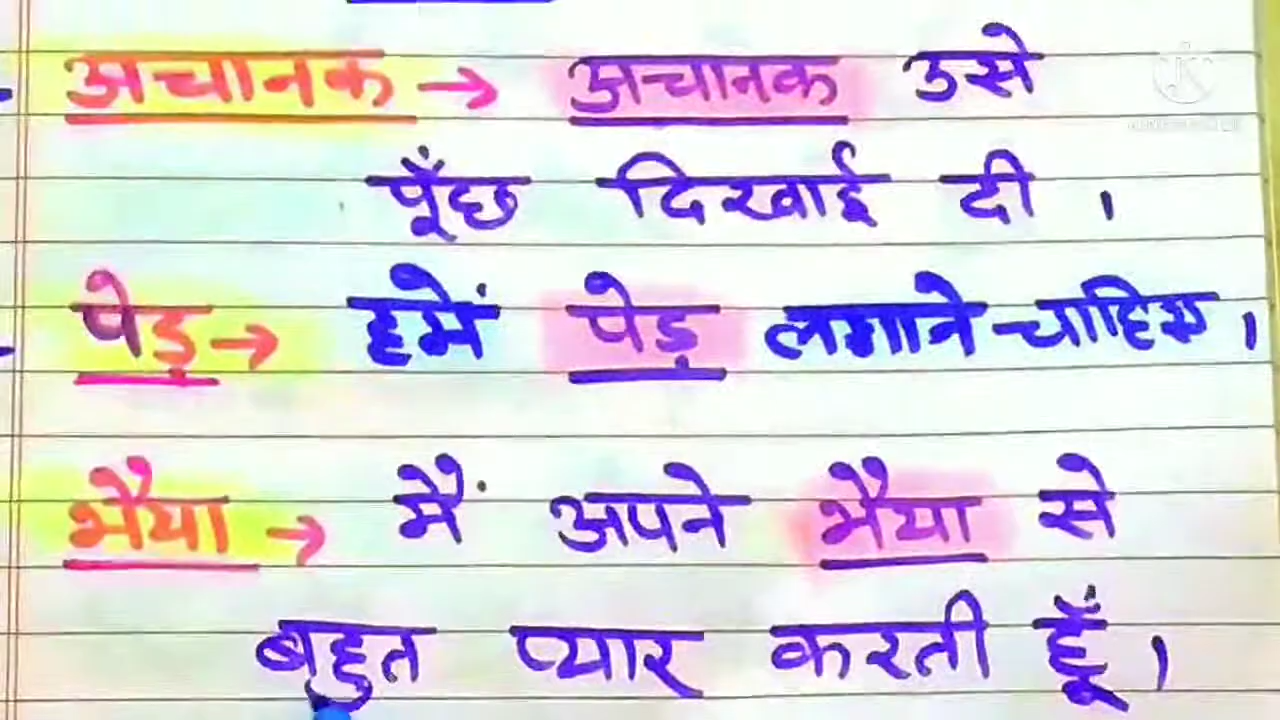 अचानक → अचानक उसे
पूँछ दिखाई दी ।
पेड़ → हमें पेड़ लगाने चाहिए ।
भैया → मैं अपने भैया से
बहुत प्यार करती हूँ ।